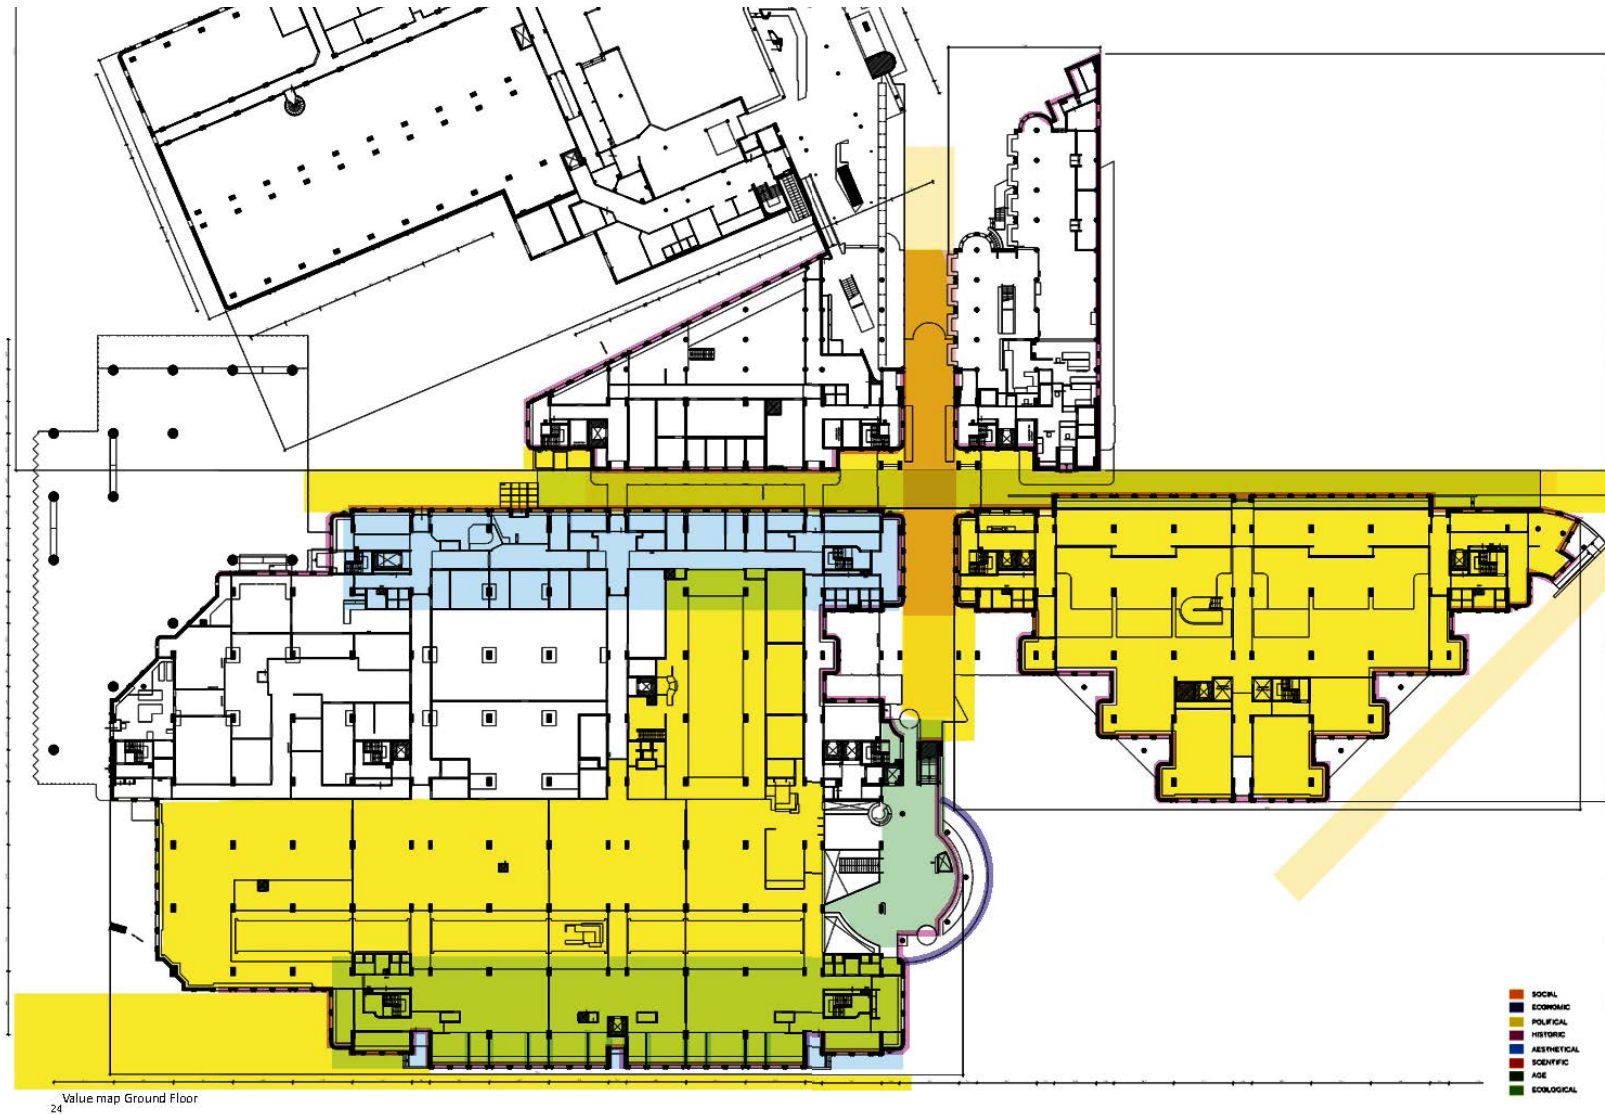 SOCIAL
ECONOMIC
POLITICAL
HISTORIC
AESTHETICAL
SCIENTIFIC
AGE
ECOLOGICAL
Value map Ground Floor
24